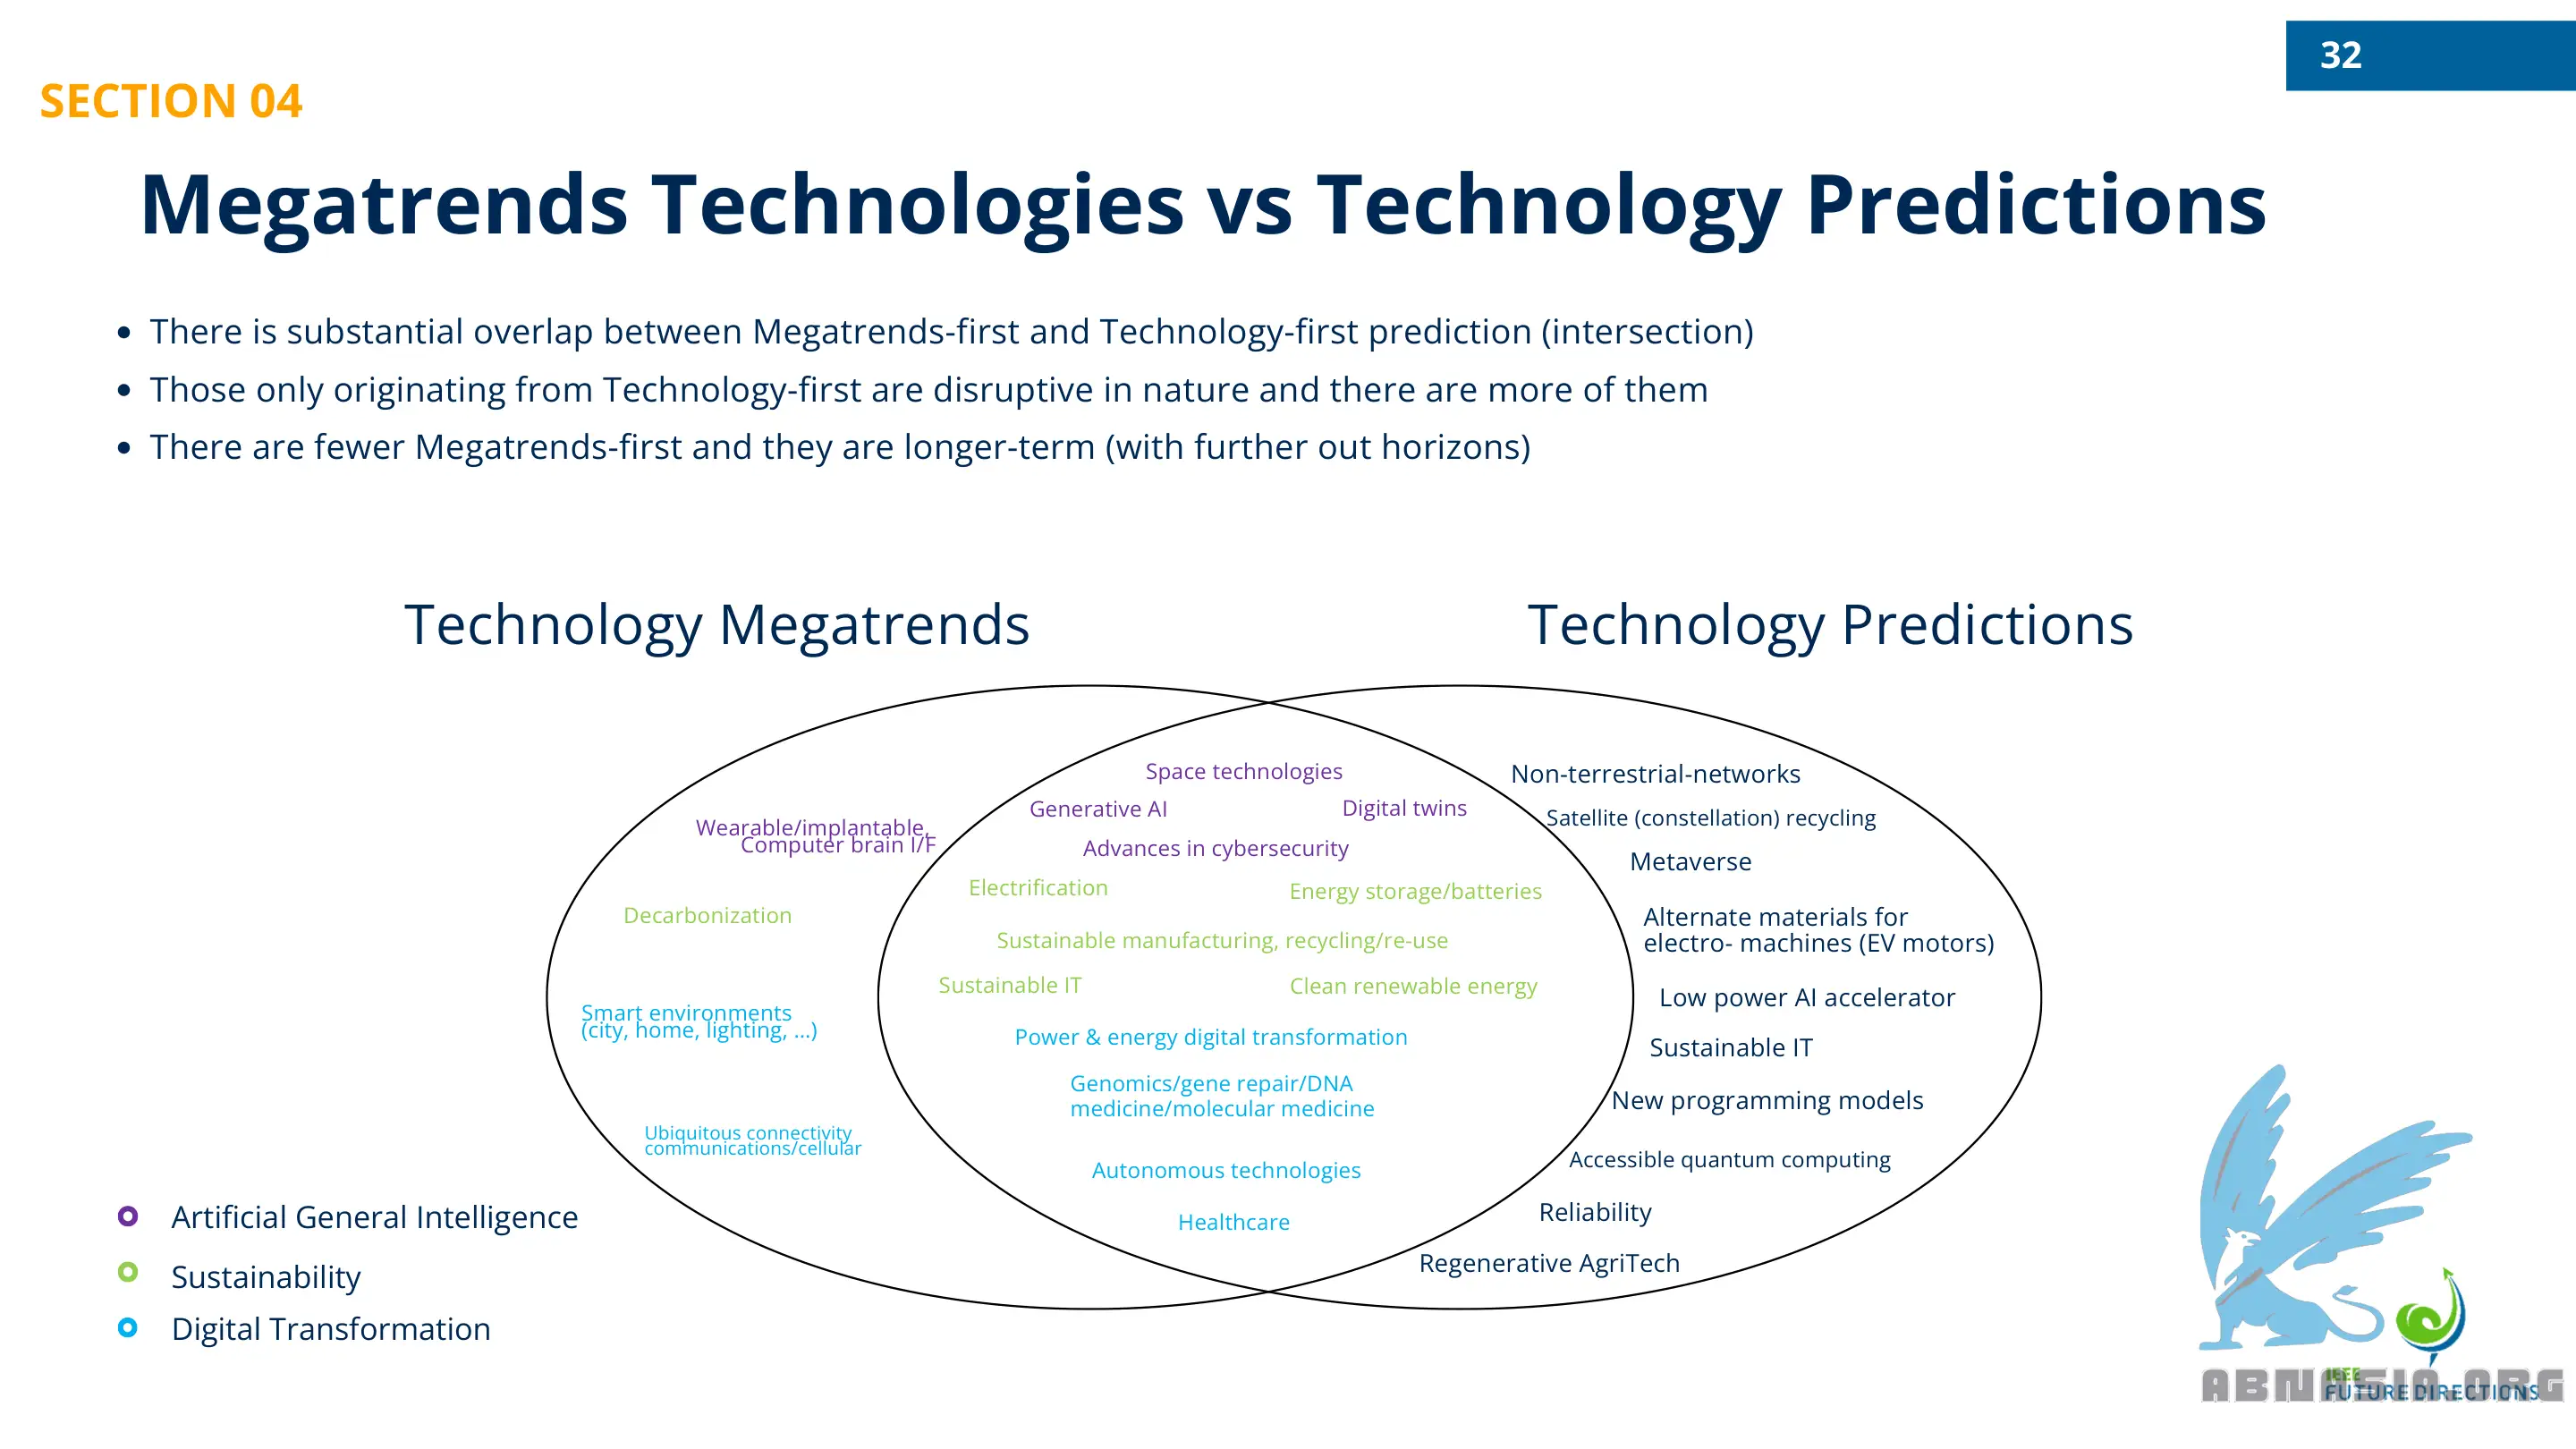 32
SECTION 04
Megatrends Technologies vs Technology Predictions
• There is substantial overlap between Megatrends-first and Technology-first prediction (intersection)
• Those only originating from Technology-first are disruptive in nature and there are more of them
• There are fewer Megatrends-first and they are longer-term (with further out horizons)
Technology Megatrends
Technology Predictions
Wearable/implantable,
Computer brain I/F
Decarbonization
Smart environments
(city, home, lighting, ...)
Ubiquitous connectivity
communications/cellular
Space technologies
Generative AI
Digital twins
Advances in cybersecurity
Electrification
Energy storage/batteries
Sustainable manufacturing, recycling/re-use
Sustainable IT
Clean renewable energy
Power & energy digital transformation
Genomics/gene repair/DNA
medicine/molecular medicine
Autonomous technologies
Healthcare
Non-terrestrial-networks
Satellite (constellation) recycling
Metaverse
Alternate materials for
electro- machines (EV motors)
Low power AI accelerator
Sustainable IT
New programming models
Accessible quantum computing
Reliability
Regenerative AgriTech
Artificial General Intelligence
Sustainability
Digital Transformation
IEEE
FUTURE DIRECTIONS
ABNASIA.ORG